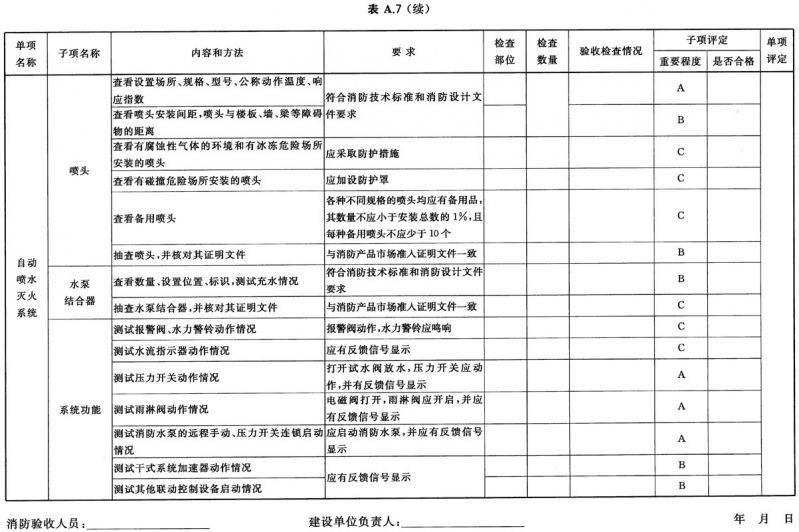 表 A.7（续）
单项名称 子项名称 内容和方法 要 求 检查部位 检查数量 验收检查情况 子项评定 单项评定
重要程度 是否合格
自动喷水灭火系统
喷头
查看设置场所、规格、型号、公称动作温度、响
应指数
符合消防技术标准和消防设计文
件要求
A
查看喷头安装间距，喷头与楼板、墙、梁等障碍
物的距离
B
查看有腐蚀性气体的环境和有冰冻危险场所
安装的喷头
应采取防护措施
C
查看有碰撞危险场所安装的喷头
应加设防护罩
C
查看备用喷头
各种不同规格的喷头均应有备用品，
其数量不应小于安装总数的1%，且
每种备用喷头不应少于10个
C
抽查喷头，并核对其证明文件
与消防产品市场准入证明文件一致
B
水泵
结合器
查看数量、设置位置、标识，测试充水情况
符合消防技术标准和消防设计文件
要求
B
抽查水泵结合器，并核对其证明文件
与消防产品市场准入证明文件一致
C
系统功能
测试报警阀、水力警铃动作情况
报警阀动作，水力警铃应鸣响
C
测试水流指示器动作情况
应有反馈信号显示
C
测试压力开关动作情况
打开试水阀放水，压力开关应动
作，并有反馈信号显示
A
测试雨淋阀动作情况
电磁阀打开，雨淋阀应开启，并应
有反馈信号显示
A
测试消防水泵的远程手动、压力开关连锁启动
情况
应启动消防水泵，并应有反馈信号
显示
A
测试干式系统加速器动作情况
应有反馈信号显示
B
测试其他联动控制设备启动情况
B
消防验收人员： 建设单位负责人： 年 月 日